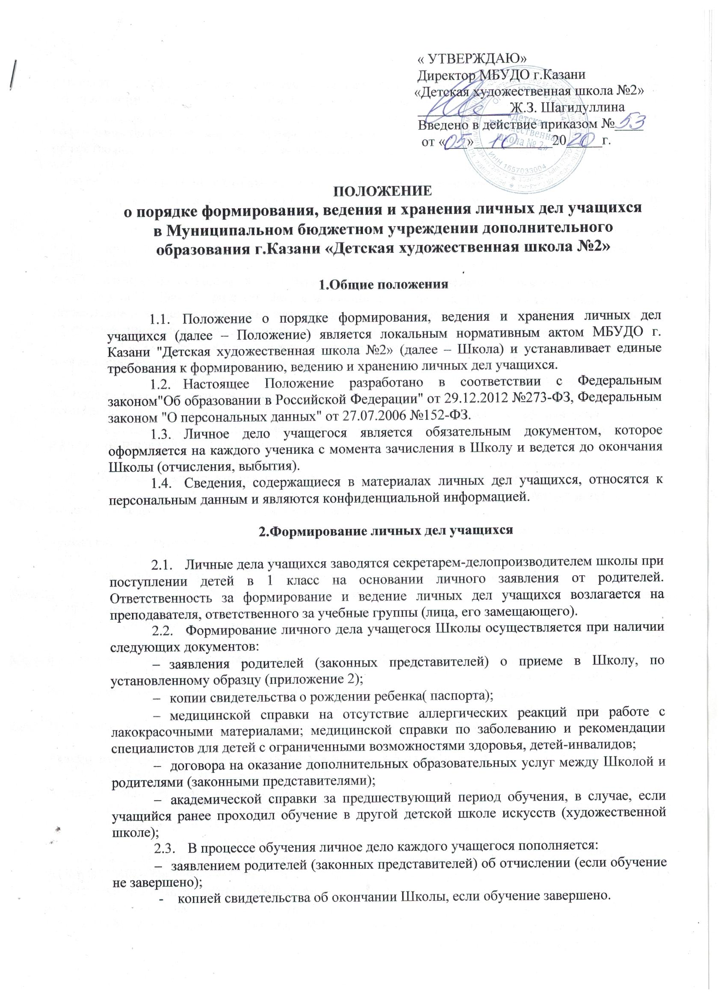 « УТВЕРЖДАЮ»
Директор МБУДО г.Казани
«Детская художественная школа №2»
Ж.З. Шагидуллина
Введено в действие приказом № 53
от «05» 10 2020 г.
«Детская
художественная
школа № 2»
ИНН 1657033004
ПОЛОЖЕНИЕ
о порядке формирования, ведения и хранения личных дел учащихся
в Муниципальном бюджетном учреждении дополнительного
образования г.Казани «Детская художественная школа №2»
1.Общие положения
1.1. Положение о порядке формирования, ведения и хранения личных дел
учащихся (далее – Положение) является локальным нормативным актом МБУДО г.
Казани "Детская художественная школа №2» (далее – Школа) и устанавливает единые
требования к формированию, ведению и хранению личных дел учащихся.
1.2. Настоящее Положение разработано в соответствии с Федеральным
законом"Об образовании в Российской Федерации" от 29.12.2012 №273-ФЗ, Федеральным
законом "О персональных данных" от 27.07.2006 №152-ФЗ.
1.3. Личное дело учащегося является обязательным документом, которое
оформляется на каждого ученика с момента зачисления в Школу и ведется до окончания
Школы (отчисления, выбытия).
1.4. Сведения, содержащиеся в материалах личных дел учащихся, относятся к
персональным данным и являются конфиденциальной информацией.
2.Формирование личных дел учащихся
2.1. Личные дела учащихся заводятся секретарем-делопроизводителем школы при
поступлении детей в 1 класс на основании личного заявления от родителей.
Ответственность за формирование и ведение личных дел учащихся возлагается на
преподавателя, ответственного за учебные группы (лица, его замещающего).
2.2. Формирование личного дела учащегося Школы осуществляется при наличии
следующих документов:
– заявления родителей (законных представителей) о приеме в Школу, по
установленному образцу (приложение 2);
– копии свидетельства о рождении ребенка( паспорта);
– медицинской справки на отсутствие аллергических реакций при работе с
лакокрасочными материалами; медицинской справки по заболеванию и рекомендации
специалистов для детей с ограниченными возможностями здоровья, детей-инвалидов;
– договора на оказание дополнительных образовательных услуг между Школой и
родителями (законными представителями);
– академической справки за предшествующий период обучения, в случае, если
учащийся ранее проходил обучение в другой детской школе искусств (художественной
школе);
2.3. В процессе обучения личное дело каждого учащегося пополняется:
– заявлением родителей (законных представителей) об отчислении (если обучение
не завершено);
- копией свидетельства об окончании Школы, если обучение завершено.